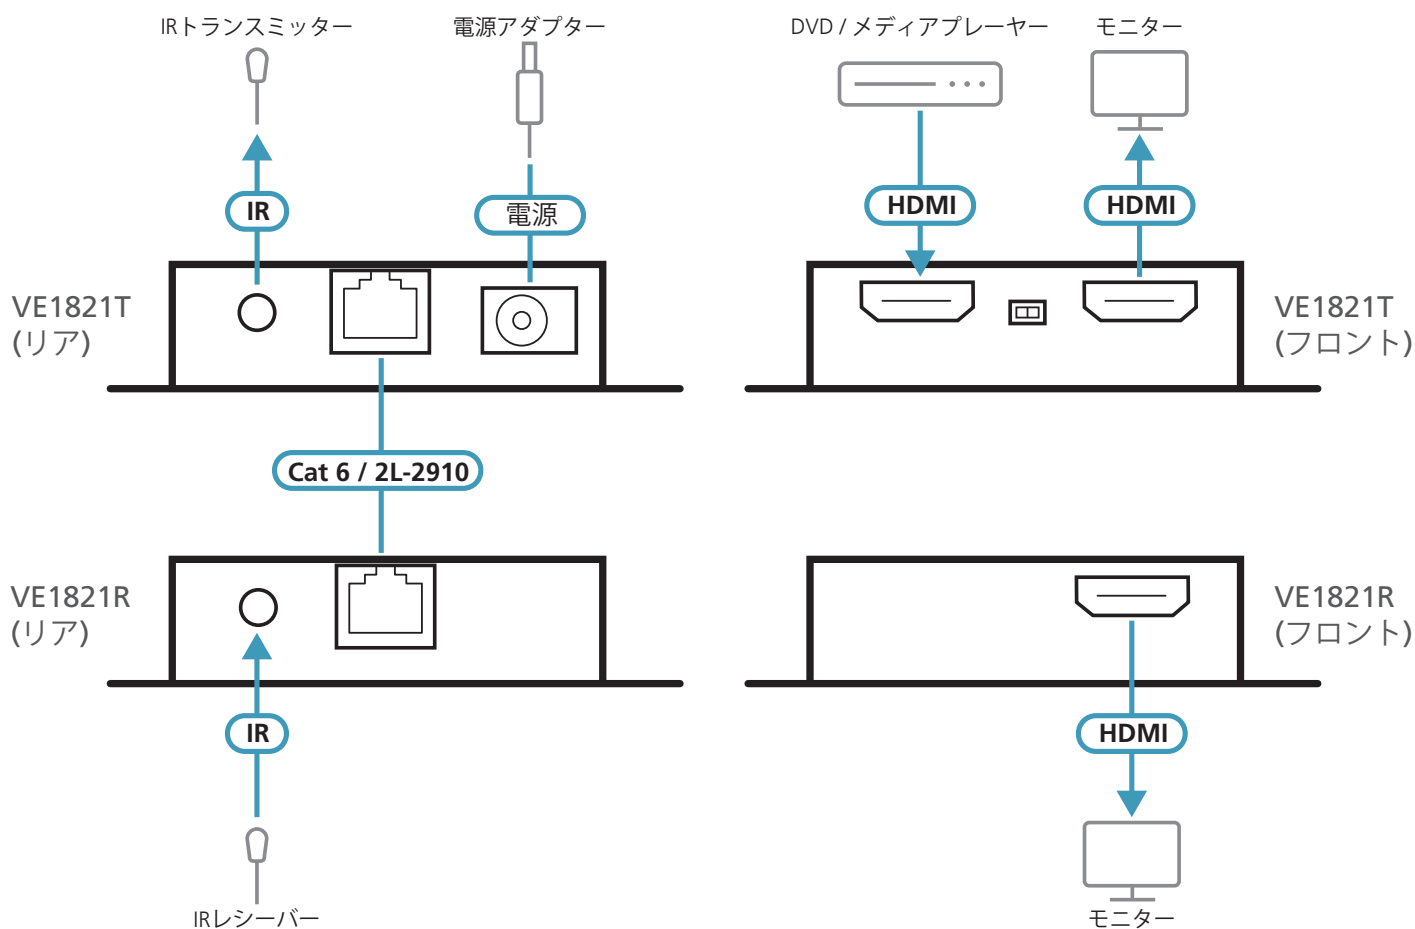 IRトランスミッター
電源アダプター
DVD / メディアプレーヤー
モニター
IR
電源
HDMI
HDMI
VE1821T
(リア)
VE1821T
(フロント)
Cat 6 / 2L-2910
VE1821R
(リア)
VE1821R
(フロント)
IR
HDMI
IRレシーバー
モニター